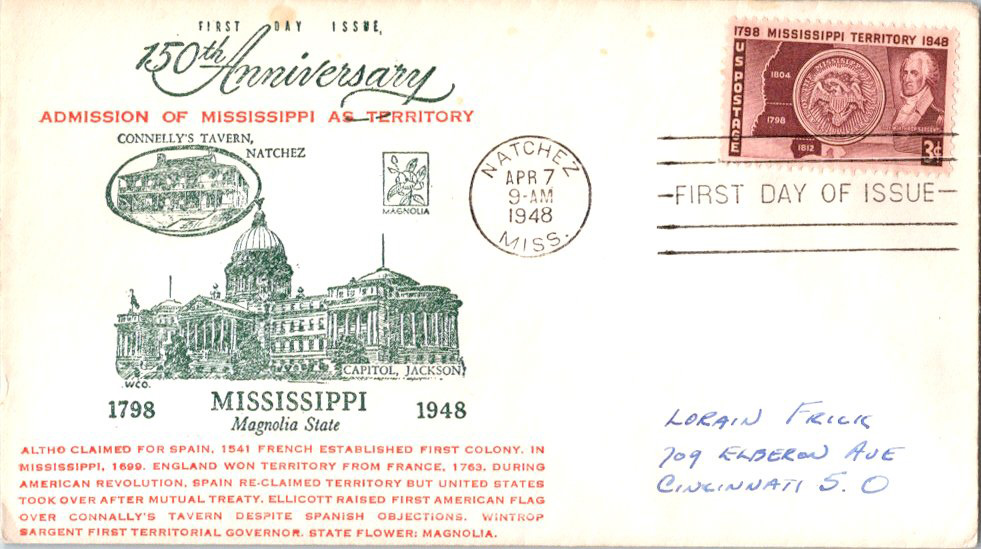 FIRST DAY ISSUE,
150th Anniversary
ADMISSION OF MISSISSIPPI AS TERRITORY
CONNELLY'S TAVERN,
NATCHEZ
MAGNOLIA
CAPITOL, JACKSON
WCO.
1798 MISSISSIPPI 1948
Magnolia State
ALTHO CLAIMED FOR SPAIN, 1541 FRENCH ESTABLISHED FIRST COLONY. IN
MISSISSIPPI, 1699. ENGLAND WON TERRITORY FROM FRANCE, 1763. DURING
AMERICAN REVOLUTION, SPAIN RE-CLAIMED TERRITORY BUT UNITED STATES
TOOK OVER AFTER MUTUAL TREATY. ELLICOTT RAISED FIRST AMERICAN FLAG
OVER CONNALLY'S TAVERN DESPITE SPANISH OBJECTIONS. WINTROP
SARGENT FIRST TERRITORIAL GOVERNOR. STATE FLOWER: MAGNOLIA.
NATCHEZ
APR 7
9-AM
1948
MISS.
1798 MISSISSIPPI TERRITORY 1948
US POSTAGE
1804
1798
1812
WINTHROP SARGENT
3¢
FIRST DAY OF ISSUE
LORAIN FRICK
709 ELBERON AVE
CINCINNATI 5. O